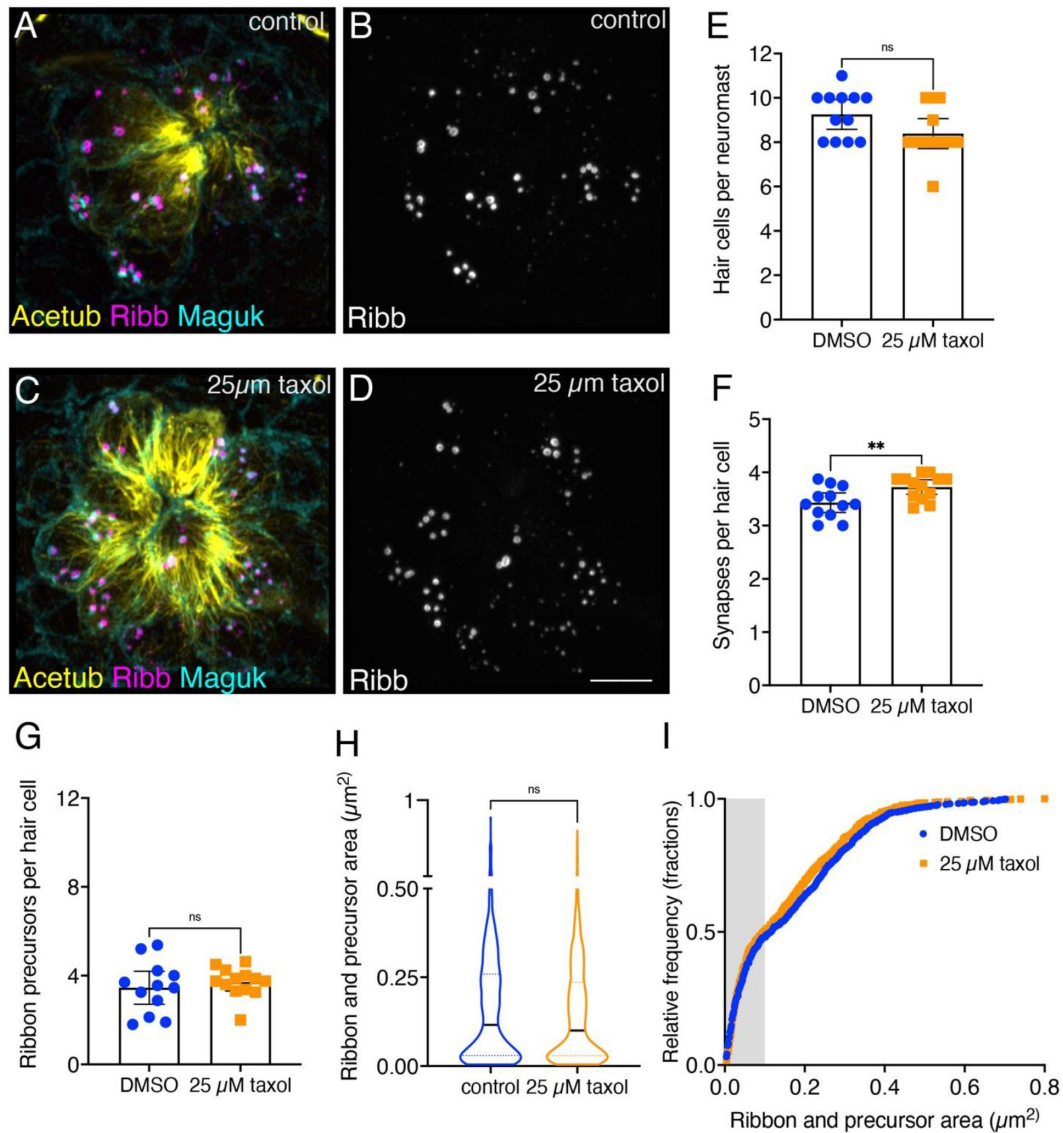 A
control
Acetub Ribb Maguk
B
control
Ribb
C
25μm taxol
Acetub Ribb Maguk
D
25 μm taxol
Ribb
E
Hair cells per neuromast
12
10
8
6
4
2
0
ns
DMSO
25 μM taxol
F
Synapses per hair cell
5
4
3
2
1
0
**
DMSO
25 μM taxol
G
Ribbon precursors per hair cell
12
8
4
0
ns
DMSO
25 μM taxol
H
Ribbon and precursor area (μm²)
1
0.50
0.25
0.00
ns
control
25 μM taxol
I
Relative frequency (fractions)
1.0
0.5
0.0
DMSO
25 μM taxol
0.0
0.2
0.4
0.6
0.8
Ribbon and precursor area (μm²)